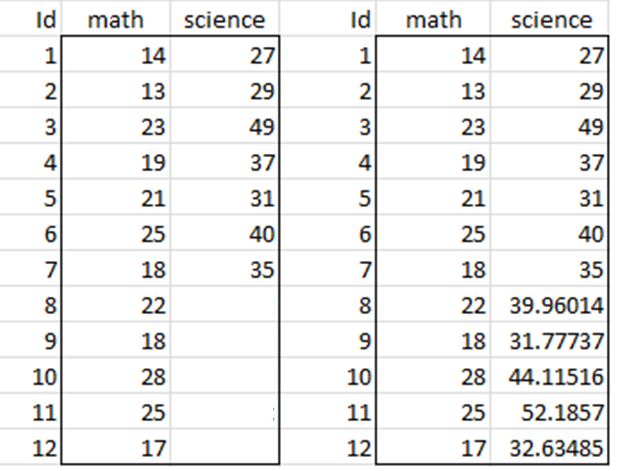 Id math science Id math science
1 14 27 1 14 27
2 13 29 2 13 29
3 23 49 3 23 49
4 19 37 4 19 37
5 21 31 5 21 31
6 25 40 6 25 40
7 18 35 7 18 35
8 22 8 22 39.96014
9 18 9 18 31.77737
10 28 10 28 44.11516
11 25 11 25 52.1857
12 17 12 17 32.63485